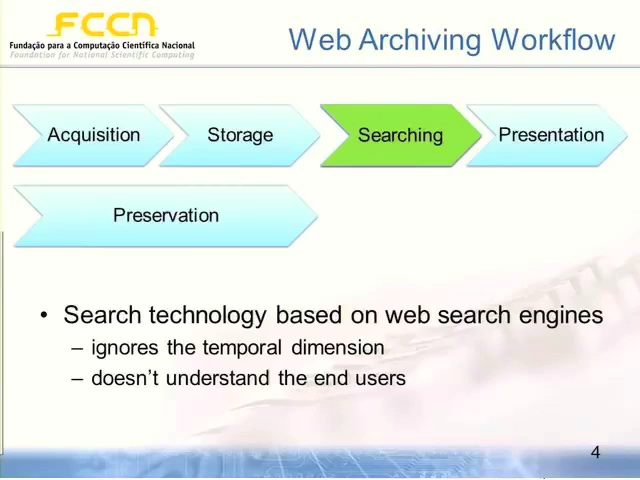 FCCN
Fundação para a Computação Científica Nacional
Foundation for National Scientific Computing
Web Archiving Workflow
Acquisition
Storage
Searching
Presentation
Preservation
• Search technology based on web search engines
– ignores the temporal dimension
– doesn't understand the end users
4